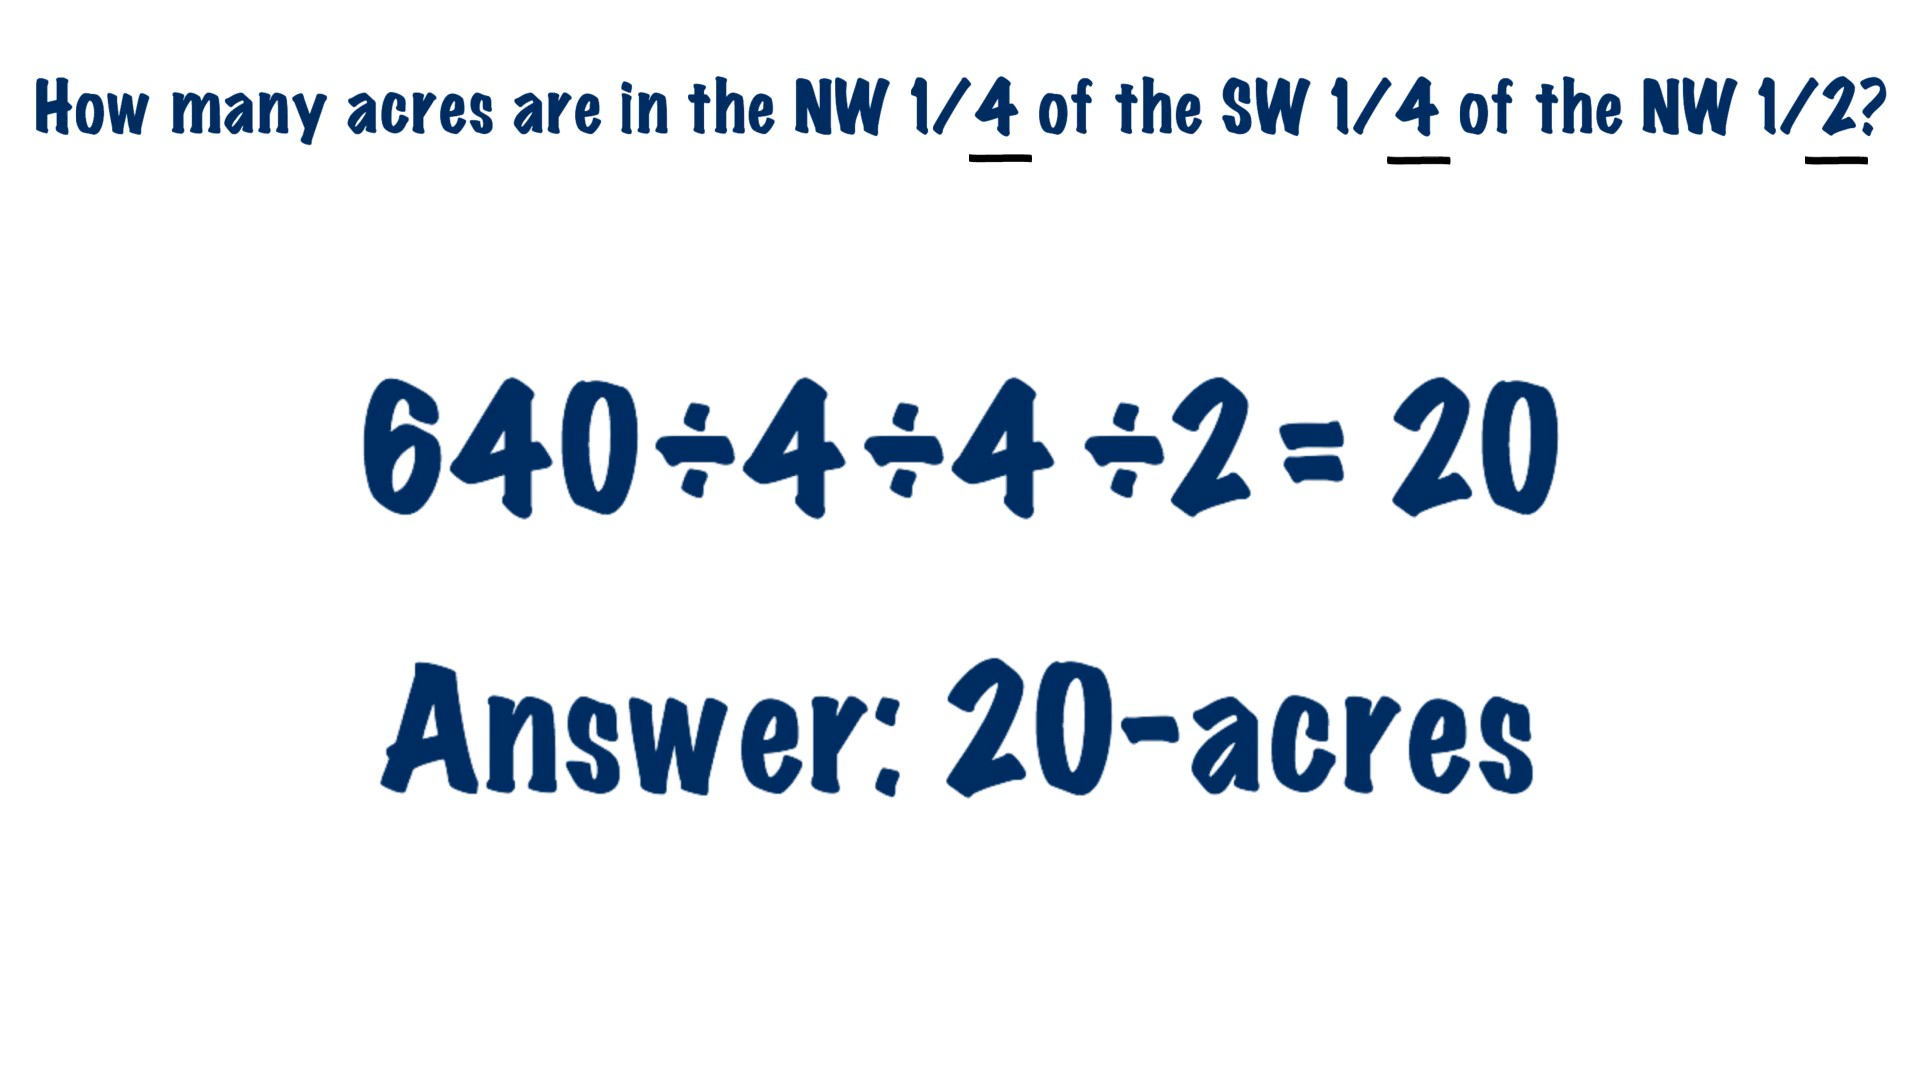 How many acres are in the NW 1/4 of the SW 1/4 of the NW 1/2?
640÷4÷4÷2=20
Answer: 20-acres